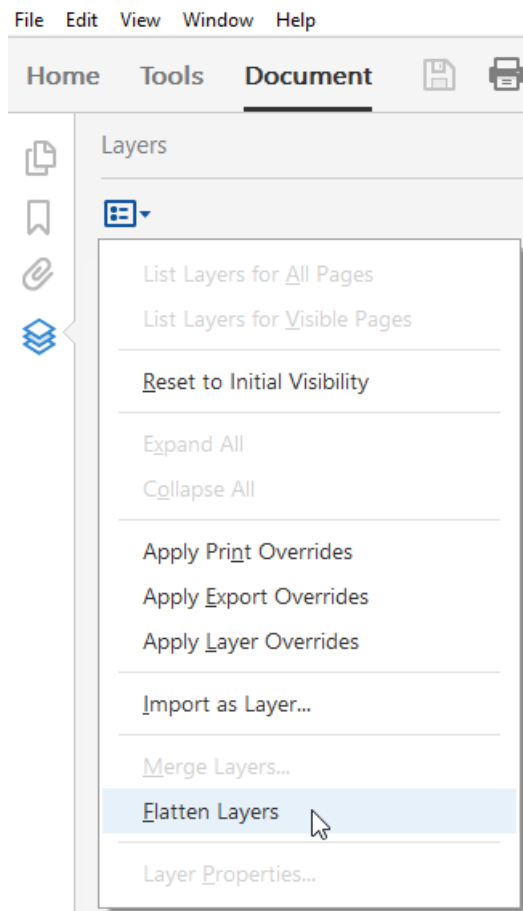 File Edit View Window Help
Home Tools Document
Layers
List Layers for All Pages
List Layers for Visible Pages
Reset to Initial Visibility
Expand All
Collapse All
Apply Print Overrides
Apply Export Overrides
Apply Layer Overrides
Import as Layer...
Merge Layers...
Flatten Layers
Layer Properties...